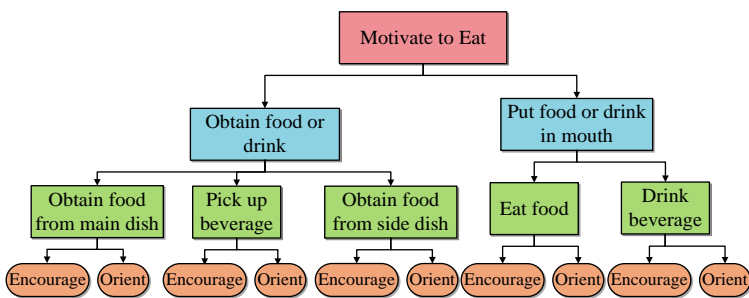 Motivate to Eat
Obtain food or
drink
Put food or drink
in mouth
Obtain food
from main dish
Pick up
beverage
Obtain food
from side dish
Eat food
Drink
beverage
Encourage
Orient
Encourage
Orient
Encourage
Orient
Encourage
Orient
Encourage
Orient